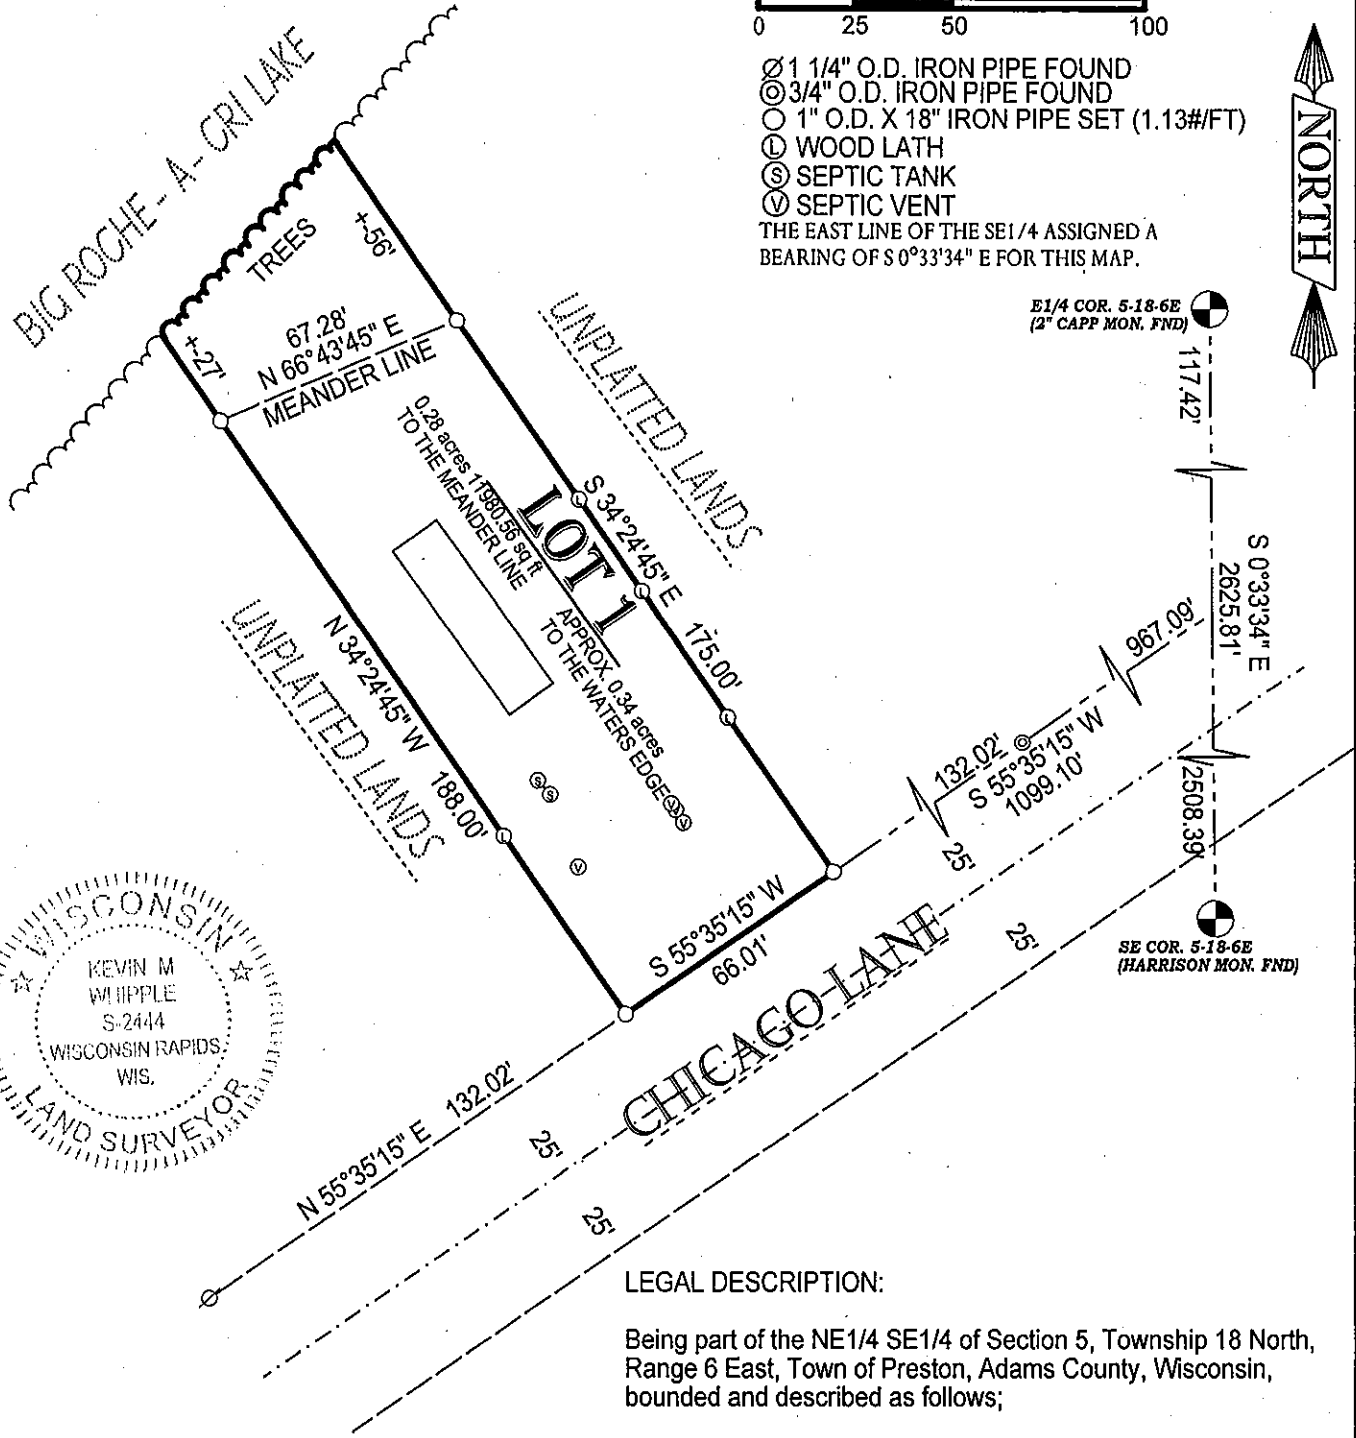 0 25 50 100
1 1/4" O.D. IRON PIPE FOUND
3/4" O.D. IRON PIPE FOUND
1" O.D. X 18" IRON PIPE SET (1.13#/FT)
L WOOD LATH
S SEPTIC TANK
V SEPTIC VENT
THE EAST LINE OF THE SE1/4 ASSIGNED A
BEARING OF S 0°33'34" E FOR THIS MAP.
NORTH
BIG ROCHE - A - CRI LAKE
TREES
+-56'
+-27'
67.28'
N 66°43'45" E
MEANDER LINE
UNPLATTED LANDS
E1/4 COR. 5-18-6E
(2" CAPP MON. FND)
117.42'
S 0°33'34" E
2625.81'
2508.39'
SE COR. 5-18-6E
(HARRISON MON. FND)
0.28 acres 11980.56 sq ft
TO THE MEANDER LINE
LOT 1
APPROX. 0.34 acres
TO THE WATERS EDGE
S 34°24'45" E 175.00'
L
L
L
N 34°24'45" W 188.00'
L
UNPLATTED LANDS
S
S
V
V
V
V
967.09'
132.02'
S 55°35'15" W
1099.10'
S 55°35'15" W
66.01'
25'
25'
CHICAGO LANE
N 55°35'15" E 132.02'
25'
25'
WISCONSIN
KEVIN M
WHIPPLE
S-2444
WISCONSIN RAPIDS
WIS.
LAND SURVEYOR
LEGAL DESCRIPTION:
Being part of the NE1/4 SE1/4 of Section 5, Township 18 North,
Range 6 East, Town of Preston, Adams County, Wisconsin,
bounded and described as follows;